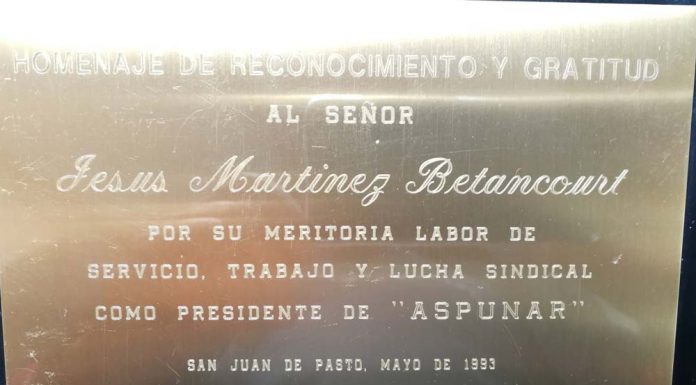 HOMENAJE DE RECONOCIMIENTO Y GRATITUD
AL SEÑOR
Jesus Martinez Betancourt
POR SU MERITORIA LABOR DE
SERVICIO, TRABAJO Y LUCHA SINDICAL
COMO PRESIDENTE DE "ASPUNAR"
SAN JUAN DE PASTO, MAYO DE 1993